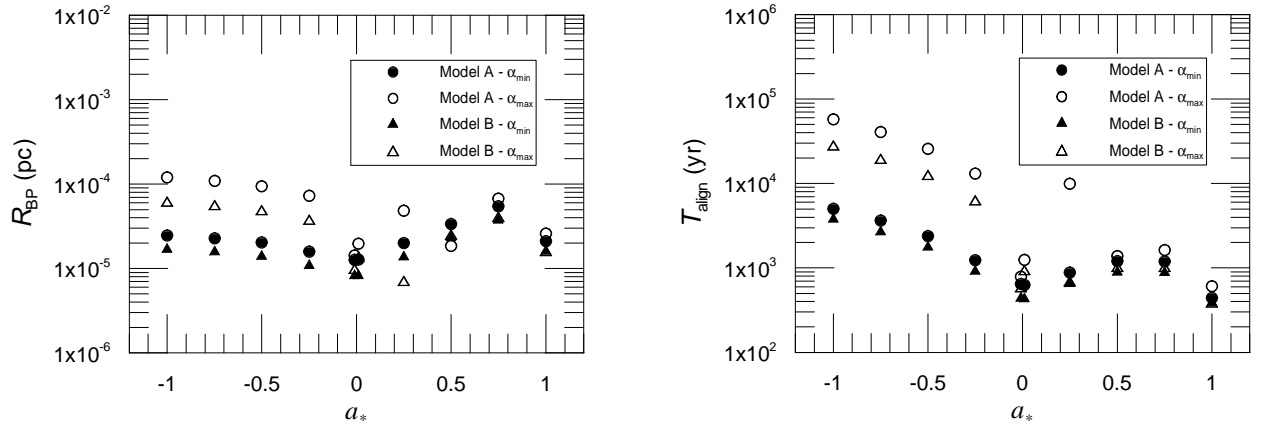 1x10-2
1x10-3
1x10-4
1x10-5
1x10-6
RBP (pc)
Model A - αmin
Model A - αmax
Model B - αmin
Model B - αmax
-1 -0.5 0 0.5 1
a*
1x106
1x105
1x104
1x103
1x102
Talign (yr)
Model A - αmin
Model A - αmax
Model B - αmin
Model B - αmax
-1 -0.5 0 0.5 1
a*